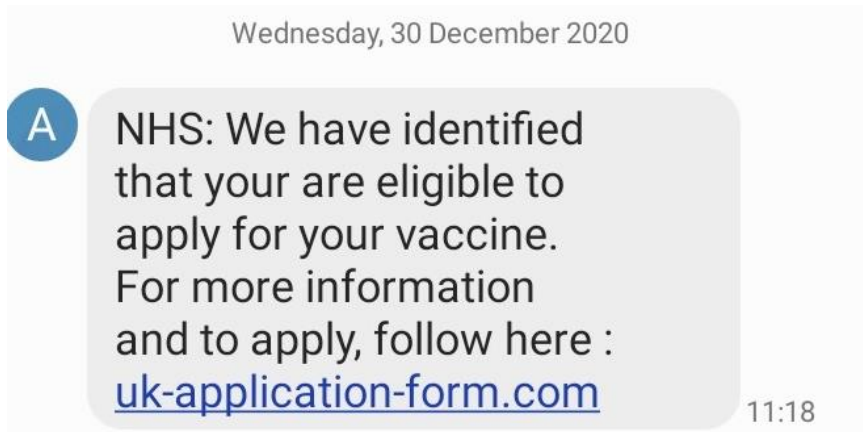 Wednesday, 30 December 2020
A
NHS: We have identified
that your are eligible to
apply for your vaccine.
For more information
and to apply, follow here :
uk-application-form.com
11:18